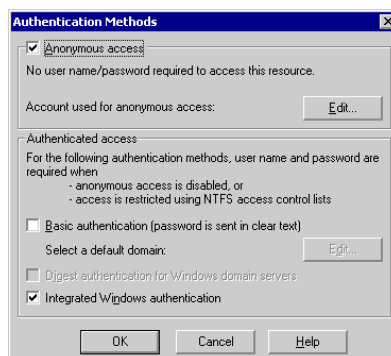 Authentication Methods
Anonymous access
No user name/password required to access this resource.
Account used for anonymous access:
Edit...
Authenticated access
For the following authentication methods, user name and password are
required when
- anonymous access is disabled, or
- access is restricted using NTFS access control lists
Basic authentication (password is sent in clear text)
Select a default domain:
Edit...
Digest authentication for Windows domain servers
Integrated Windows authentication
OK
Cancel
Help